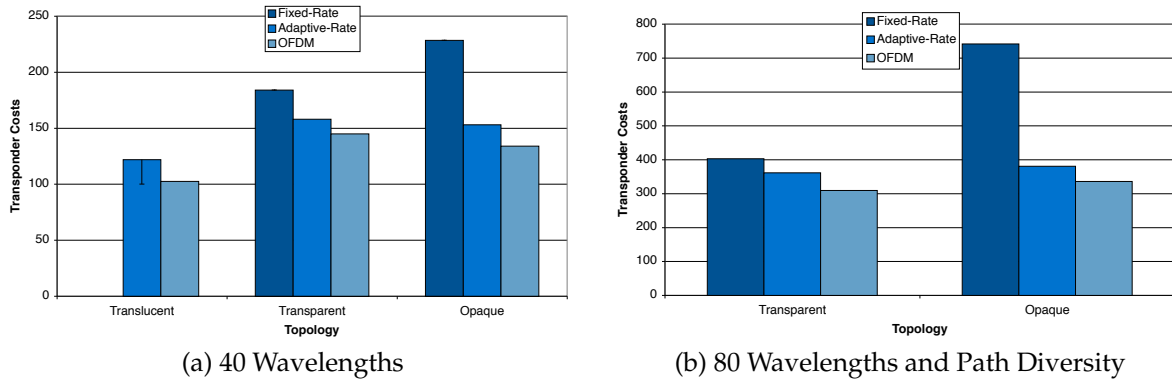 250
200
150
100
50
0
Transponder Costs
Fixed-Rate
Adaptive-Rate
OFDM
Translucent Transparent Opaque
Topology
(a) 40 Wavelengths
800
700
600
500
400
300
200
100
0
Transponder Costs
Fixed-Rate
Adaptive-Rate
OFDM
Transparent Opaque
Topology
(b) 80 Wavelengths and Path Diversity